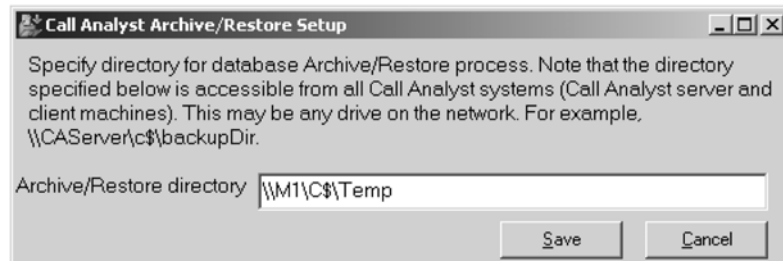 Call Analyst Archive/Restore Setup
Specify directory for database Archive/Restore process. Note that the directory
specified below is accessible from all Call Analyst systems (Call Analyst server and
client machines). This may be any drive on the network. For example,
\\CAServer\c$\backupDir.
Archive/Restore directory \\M1\C$\Temp
Save Cancel